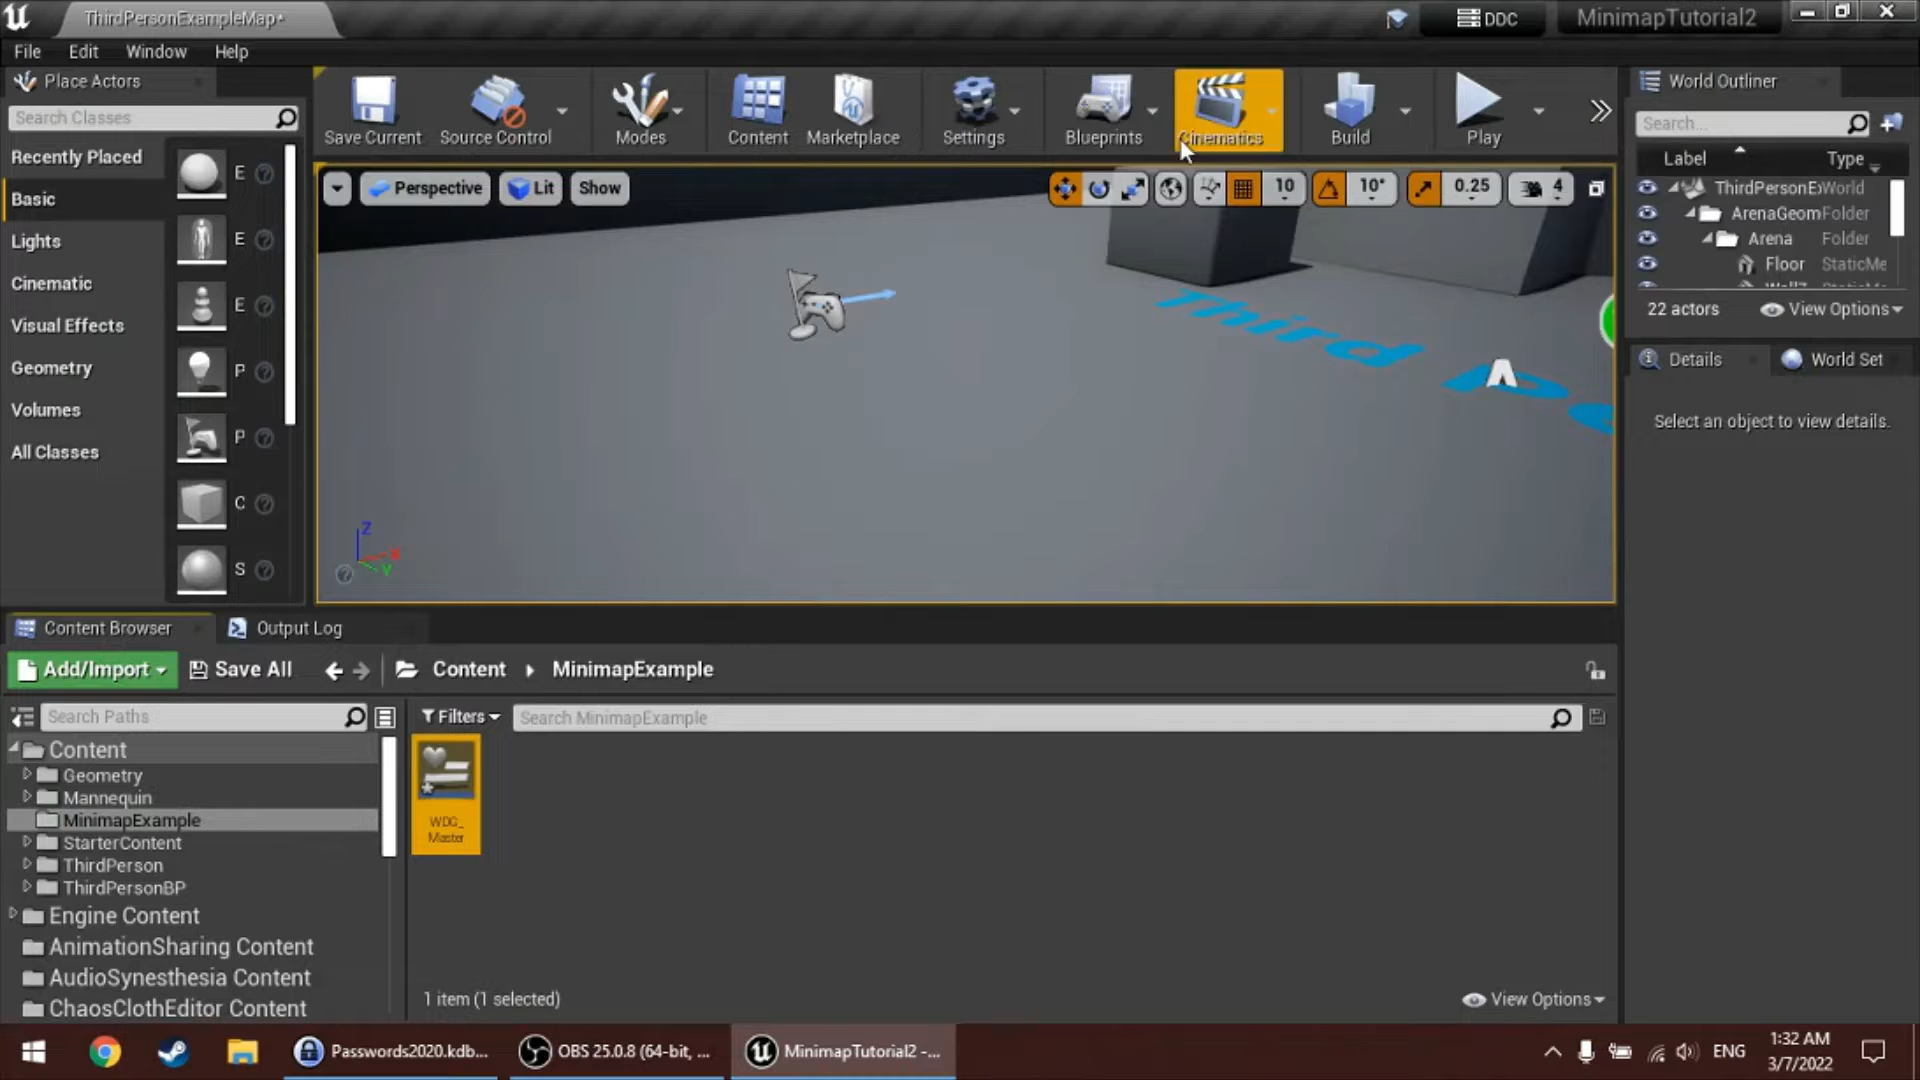 ThirdPersonExampleMap*
DDC
MinimapTutorial2
File
Edit
Window
Help
Place Actors
World Outliner
Search Classes
Save Current
Source Control
Modes
Content
Marketplace
Settings
Blueprints
Cinematics
Build
Play
Search...
Label
Type
Recently Placed
Basic
Lights
Cinematic
Visual Effects
Geometry
Volumes
All Classes
E
E
E
P
P
C
S
Perspective
Lit
Show
10
10°
0.25
4
ThirdPersonEx
World
ArenaGeom
Folder
Arena
Folder
Floor
StaticMe
22 actors
View Options
Third Pe
Details
World Set
Select an object to view details.
Z
X
Y
Content Browser
Output Log
Add/Import
Save All
Content
MinimapExample
Search Paths
Filters
Search MinimapExample
Content
Geometry
Mannequin
MinimapExample
StarterContent
ThirdPerson
ThirdPersonBP
Engine Content
AnimationSharing Content
AudioSynesthesia Content
ChaosClothEditor Content
WDG_
Master
1 item (1 selected)
View Options
Passwords2020.kdb...
OBS 25.0.8 (64-bit, ...
MinimapTutorial2 -...
ENG
1:32 AM
3/7/2022